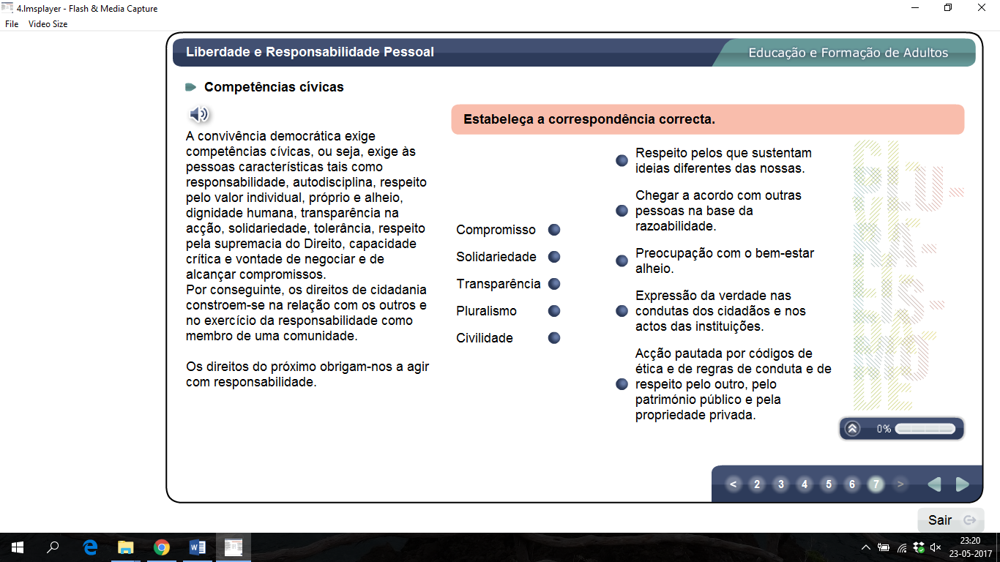 4.lmsplayer - Flash & Media Capture
File Video Size
Liberdade e Responsabilidade Pessoal
Educação e Formação de Adultos
Competências cívicas
A convivência democrática exige
competências cívicas, ou seja, exige às
pessoas características tais como
responsabilidade, autodisciplina, respeito
pelo valor individual, próprio e alheio,
dignidade humana, transparência na
acção, solidariedade, tolerância, respeito
pela supremacia do Direito, capacidade
crítica e vontade de negociar e de
alcançar compromissos.
Por conseguinte, os direitos de cidadania
constroem-se na relação com os outros e
no exercício da responsabilidade como
membro de uma comunidade.
Os direitos do próximo obrigam-nos a agir
com responsabilidade.
Estabeleça a correspondência correcta.
Compromisso
Solidariedade
Transparência
Pluralismo
Civilidade
Respeito pelos que sustentam
ideias diferentes das nossas.
Chegar a acordo com outras
pessoas na base da
razoabilidade.
Preocupação com o bem-estar
alheio.
Expressão da verdade nas
condutas dos cidadãos e nos
actos das instituições.
Acção pautada por códigos de
ética e de regras de conduta e de
respeito pelo outro, pelo
património público e pela
propriedade privada.
0%
< 2 3 4 5 6 7 >
Sair
23:20
23-05-2017